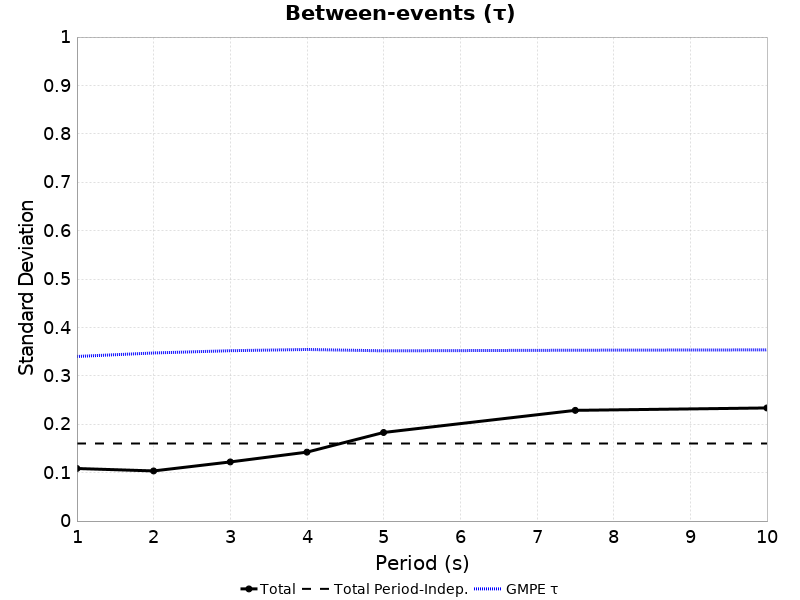 Between-events (τ)
1
0.9
0.8
0.7
0.6
0.5
0.4
0.3
0.2
0.1
0
Standard Deviation
1 2 3 4 5 6 7 8 9 10
Period (s)
Total Total Period-Indep. GMPE τ